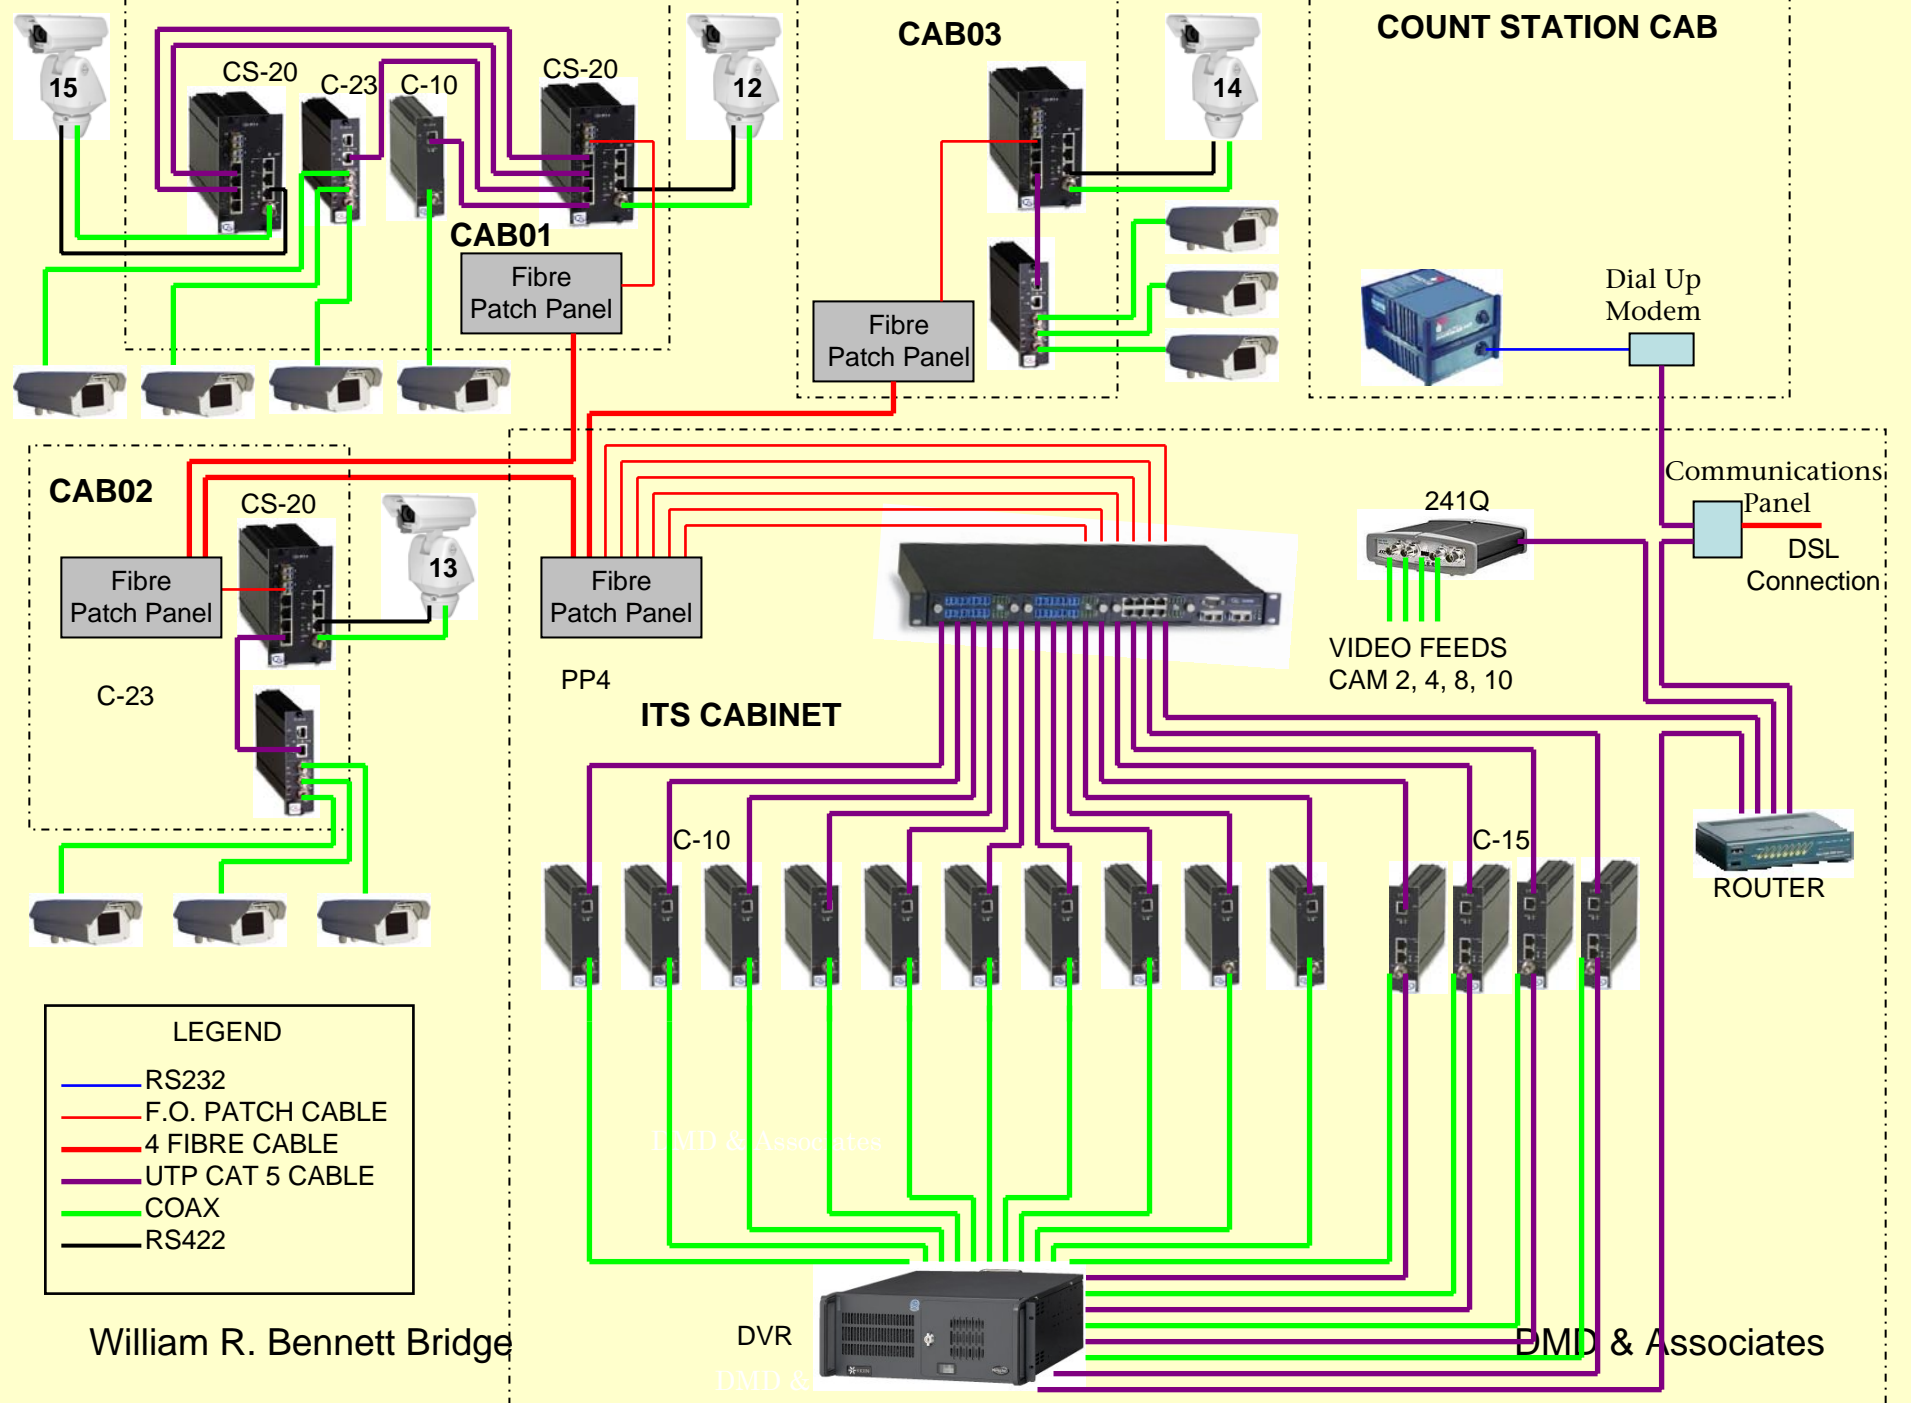 COUNT STATION CAB
CAB03
15
CS-20
C-23
C-10
CS-20
12
14
CAB01
Fibre
Patch Panel
Dial Up
Modem
Fibre
Patch Panel
CAB02
CS-20
13
Fibre
Patch Panel
C-23
Fibre
Patch Panel
PP4
ITS CABINET
241Q
VIDEO FEEDS
CAM 2, 4, 8, 10
Communications
Panel
DSL
Connection
C-10
C-15
ROUTER
LEGEND
RS232
F.O. PATCH CABLE
4 FIBRE CABLE
UTP CAT 5 CABLE
COAX
RS422
DMD & Associates
William R. Bennett Bridge
DVR
DMD & Associates
DMD &